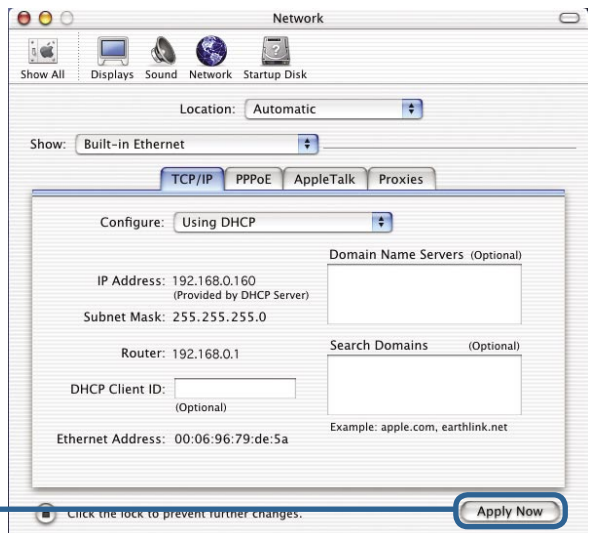 Network
Show All Displays Sound Network Startup Disk
Location: Automatic
Show: Built-in Ethernet
TCP/IP PPPoE AppleTalk Proxies
Configure: Using DHCP
Domain Name Servers (Optional)
IP Address: 192.168.0.160
(Provided by DHCP Server)
Subnet Mask: 255.255.255.0
Router: 192.168.0.1
Search Domains (Optional)
DHCP Client ID:
(Optional)
Example: apple.com, earthlink.net
Ethernet Address: 00:06:96:79:de:5a
Click the lock to prevent further changes.
Apply Now